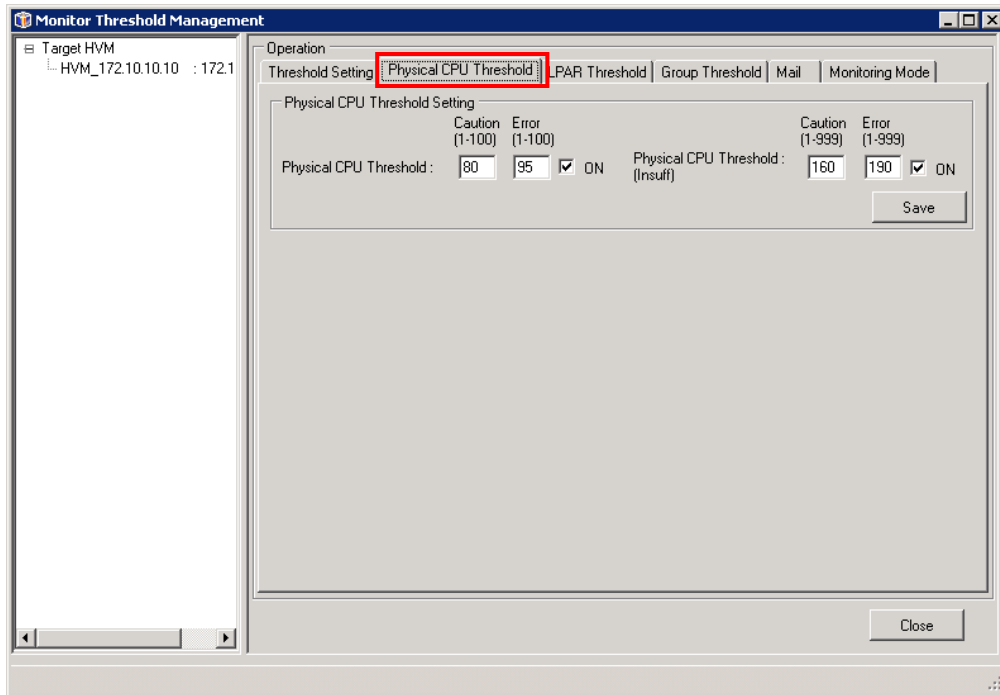 Monitor Threshold Management
Target HVM
HVM_172.10.10.10 : 172.1
Operation
Threshold Setting Physical CPU Threshold LPAR Threshold Group Threshold Mail Monitoring Mode
Physical CPU Threshold Setting
Caution Error Caution Error
(1-100) (1-100) (1-999) (1-999)
Physical CPU Threshold : 80 95 ON Physical CPU Threshold : 160 190 ON
(Insuff)
Save
Close